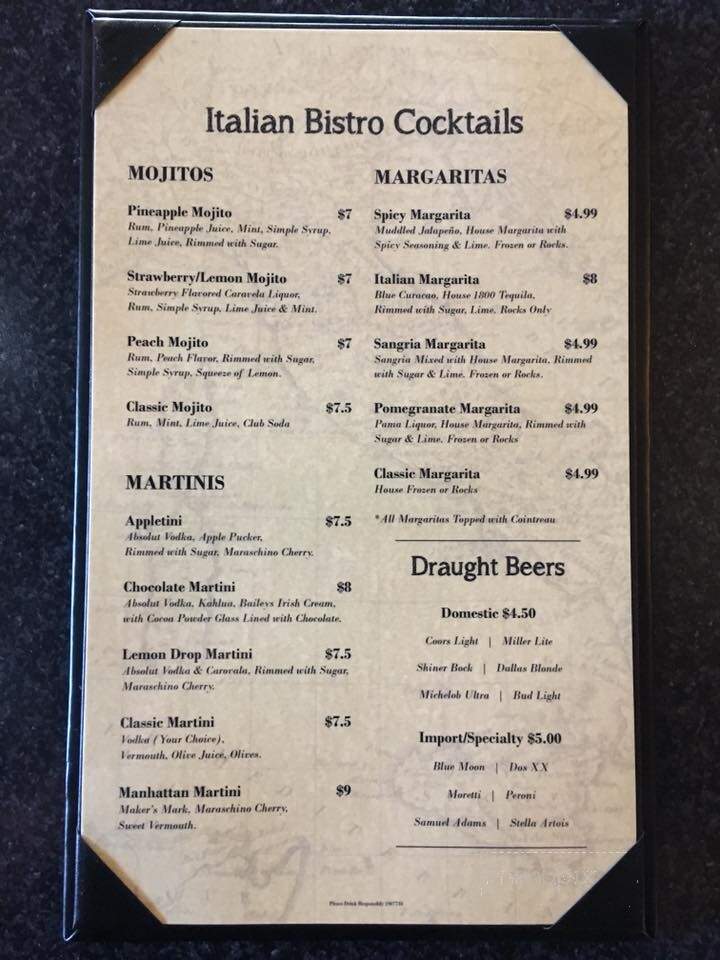 Italian Bistro Cocktails
MOJITOS
Pineapple Mojito $7
Rum, Pineapple Juice, Mint, Simple Syrup,
Lime Juice, Rimmed with Sugar.
Strawberry/Lemon Mojito $7
Strawberry Flavored Caravela Liquor,
Rum, Simple Syrup, Lime Juice & Mint.
Peach Mojito $7
Rum, Peach Flavor, Rimmed with Sugar,
Simple Syrup, Squeeze of Lemon.
Classic Mojito $7.5
Rum, Mint, Lime Juice, Club Soda
MARTINIS
Appletini $7.5
Absolut Vodka, Apple Pucker,
Rimmed with Sugar, Maraschino Cherry.
Chocolate Martini $8
Absolut Vodka, Kahlua, Baileys Irish Cream,
with Cocoa Powder Glass Lined with Chocolate.
Lemon Drop Martini $7.5
Absolut Vodka & Carovala, Rimmed with Sugar,
Maraschino Cherry.
Classic Martini $7.5
Vodka (Your Choice),
Vermouth, Olive Juice, Olives.
Manhattan Martini $9
Maker's Mark, Maraschino Cherry,
Sweet Vermouth.
MARGARITAS
Spicy Margarita $4.99
Muddled Jalapeño, House Margarita with
Spicy Seasoning & Lime. Frozen or Rocks.
Italian Margarita $8
Blue Curacao, House 1800 Tequila,
Rimmed with Sugar, Lime. Rocks Only
Sangria Margarita $4.99
Sangria Mixed with House Margarita, Rimmed
with Sugar & Lime. Frozen or Rocks.
Pomegranate Margarita $4.99
Pama Liquor, House Margarita, Rimmed with
Sugar & Lime. Frozen or Rocks
Classic Margarita $4.99
House Frozen or Rocks
*All Margaritas Topped with Cointreau
Draught Beers
Domestic $4.50
Coors Light | Miller Lite
Shiner Bock | Dallas Blonde
Michelob Ultra | Bud Light
Import/Specialty $5.00
Blue Moon | Dos XX
Moretti | Peroni
Samuel Adams | Stella Artois
Please Drink Responsibly